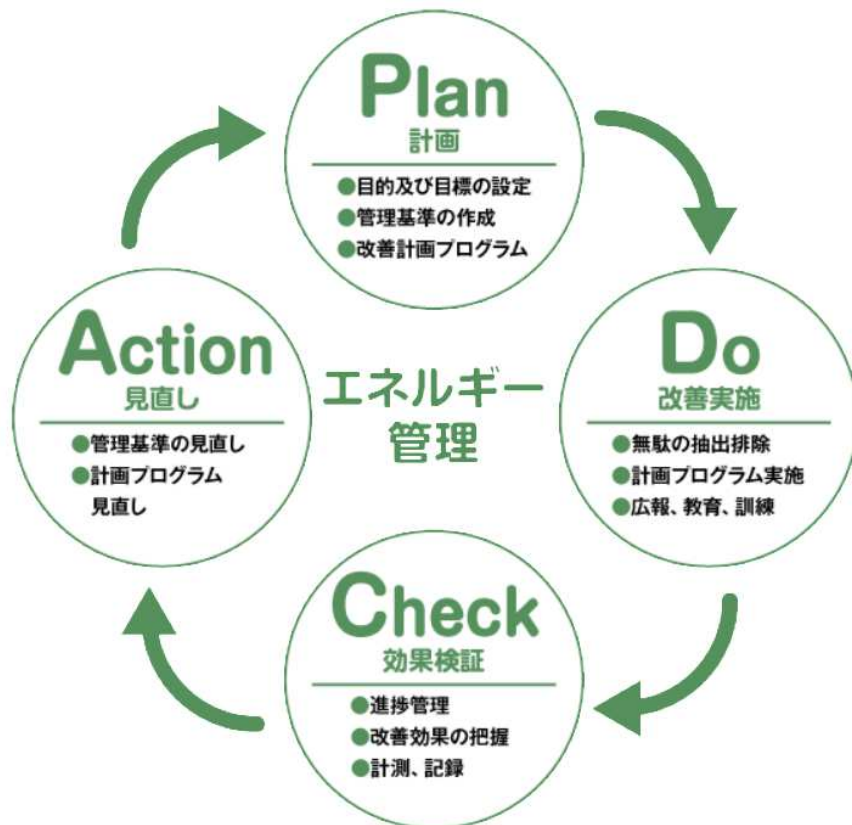 Plan
計画
●目的及び目標の設定
●管理基準の作成
●改善計画プログラム
Do
改善実施
●無駄の抽出排除
●計画プログラム実施
●広報、教育、訓練
Check
効果検証
●進捗管理
●改善効果の把握
●計測、記録
Action
見直し
●管理基準の見直し
●計画プログラム
見直し
エネルギー
管理